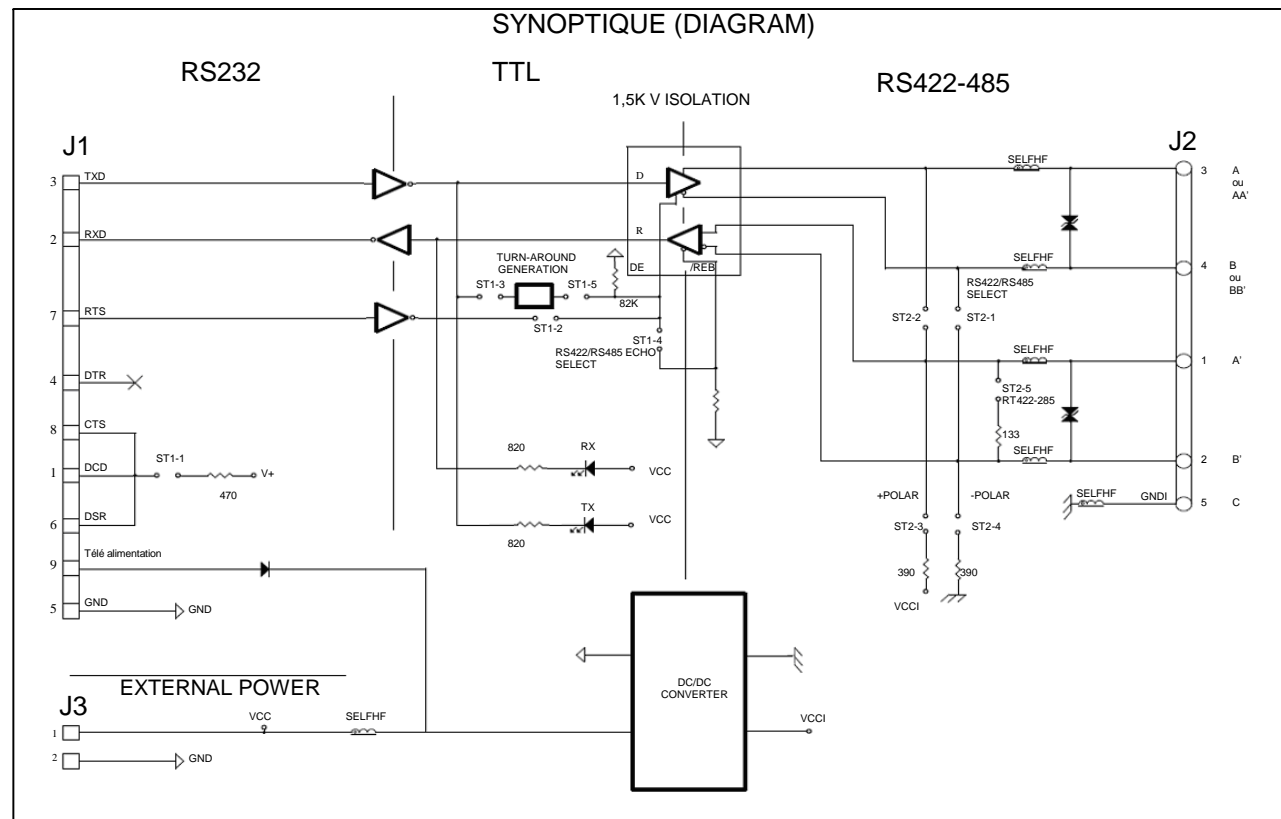 SYNOPTIQUE (DIAGRAM)
RS232
TTL
RS422-485
1,5K V ISOLATION
J1
J2
3
TXD
D
SELFHF
3
A
ou
AA'
2
RXD
R
TURN-AROUND
GENERATION
DE
/REB
SELFHF
4
B
ou
BB'
ST1-3
ST1-5
82K
RS422/RS485
SELECT
7
RTS
ST1-2
ST1-4
RS422/RS485 ECHO
SELECT
ST2-2
ST2-1
SELFHF
1
A'
4
DTR
ST2-5
RT422-285
8
CTS
133
820
RX
VCC
SELFHF
2
B'
1
DCD
ST1-1
470
V+
+POLAR
-POLAR
SELFHF
GNDI
5
C
6
DSR
820
TX
VCC
ST2-3
ST2-4
9
Télé alimentation
390
390
VCCI
5
GND
GND
EXTERNAL POWER
DC/DC
CONVERTER
J3
1
VCC
SELFHF
VCCI
2
GND